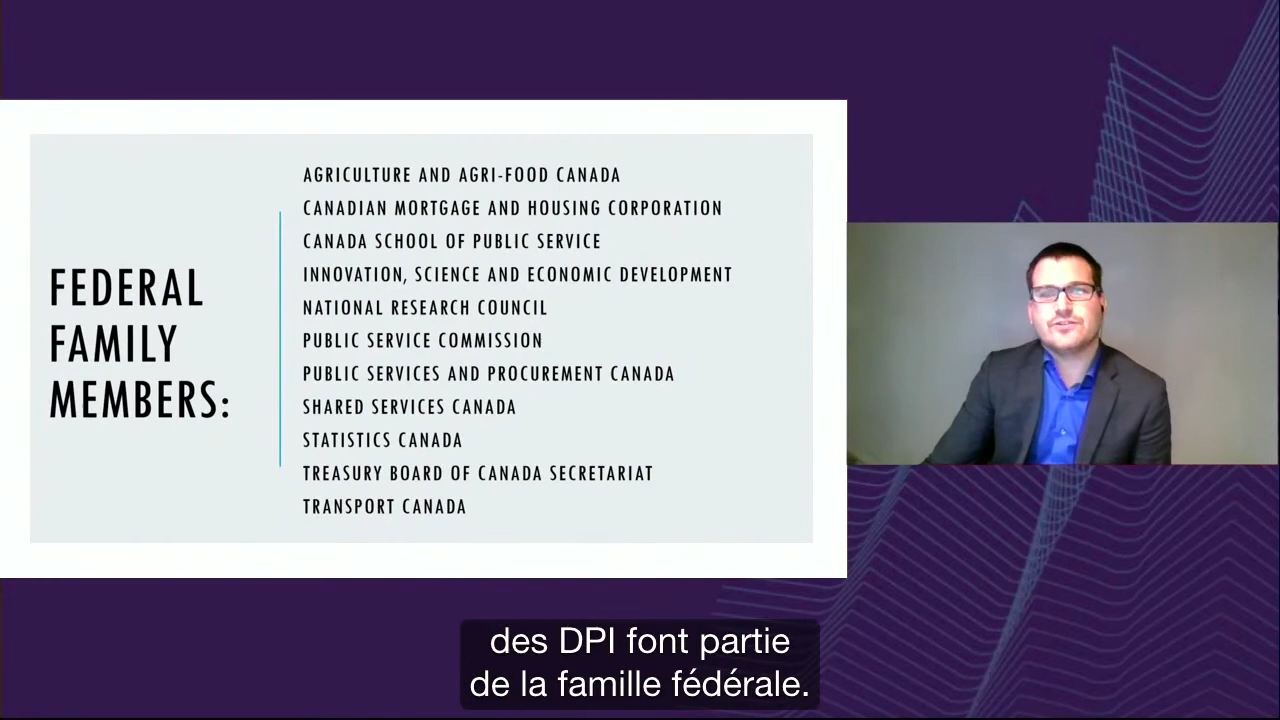 FEDERAL
FAMILY
MEMBERS:
AGRICULTURE AND AGRI-FOOD CANADA
CANADIAN MORTGAGE AND HOUSING CORPORATION
CANADA SCHOOL OF PUBLIC SERVICE
INNOVATION, SCIENCE AND ECONOMIC DEVELOPMENT
NATIONAL RESEARCH COUNCIL
PUBLIC SERVICE COMMISSION
PUBLIC SERVICES AND PROCUREMENT CANADA
SHARED SERVICES CANADA
STATISTICS CANADA
TREASURY BOARD OF CANADA SECRETARIAT
TRANSPORT CANADA
des DPI font partie
de la famille fédérale.